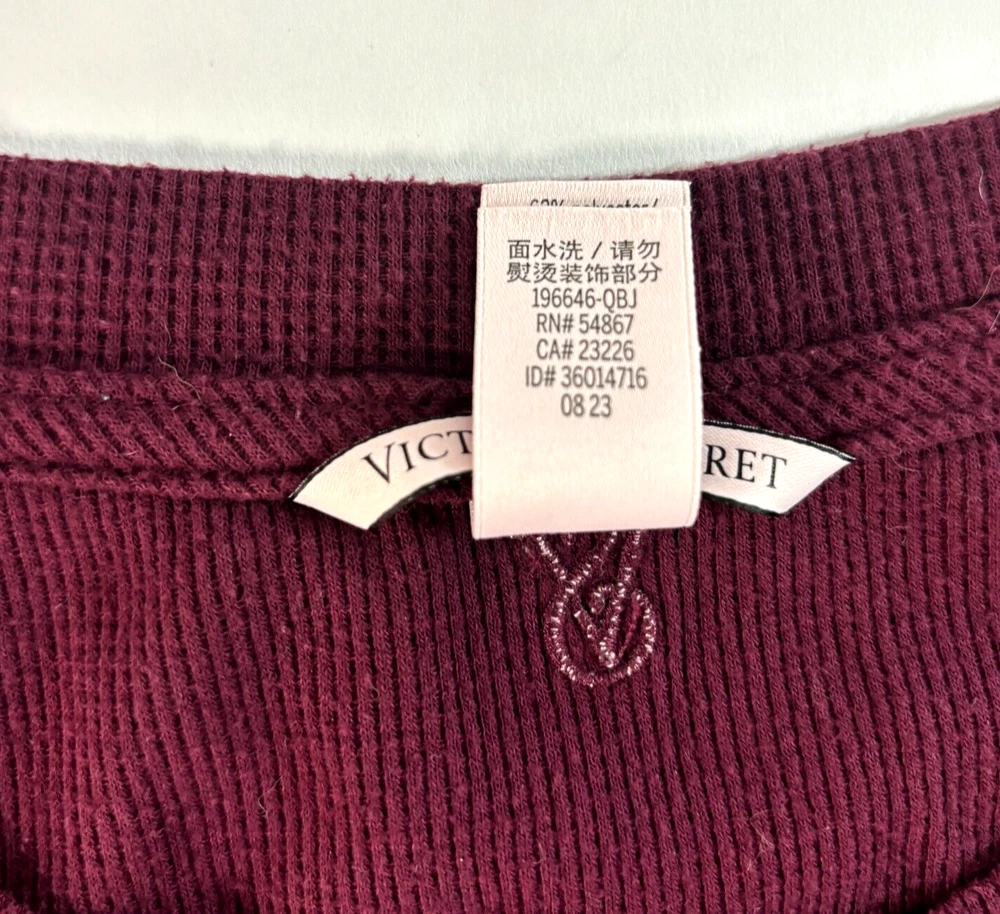 面水洗 / 请勿
熨烫装饰部分
196646-QBJ
RN# 54867
CA# 23226
ID# 36014716
08 23
VICT RET